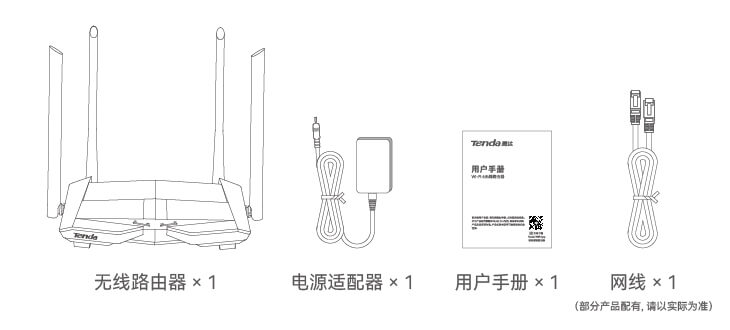 Tenda
Tenda腾达
用户手册
无线路由器 × 1
电源适配器 × 1
用户手册 × 1
网线 × 1
（部分产品配有, 请以实际为准）